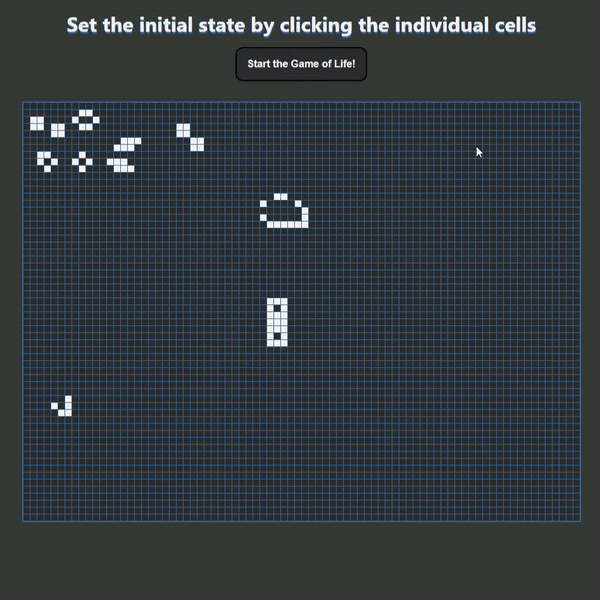 Set the initial state by clicking the individual cells
Start the Game of Life!